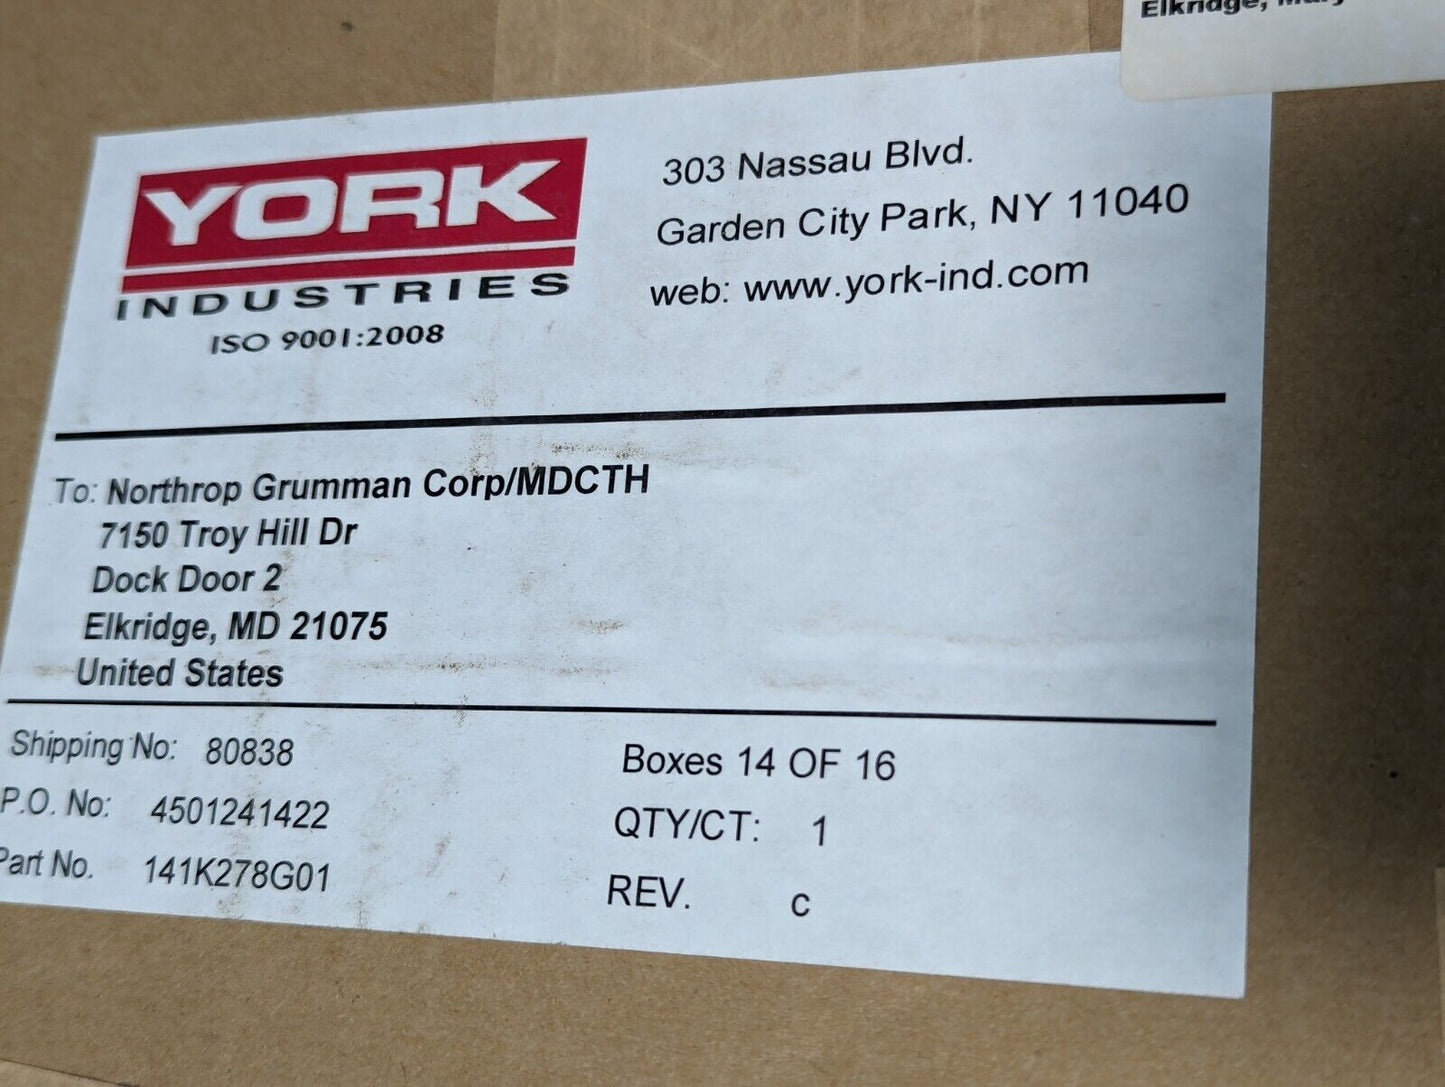 Elkridge,
YORK
INDUSTRIES
ISO 9001:2008
303 Nassau Blvd.
Garden City Park, NY 11040
web: www.york-ind.com
To: Northrop Grumman Corp/MDCTH
7150 Troy Hill Dr
Dock Door 2
Elkridge, MD 21075
United States
Shipping No: 80838
P.O. No: 4501241422
Part No. 141K278G01
Boxes 14 OF 16
QTY/CT: 1
REV. c